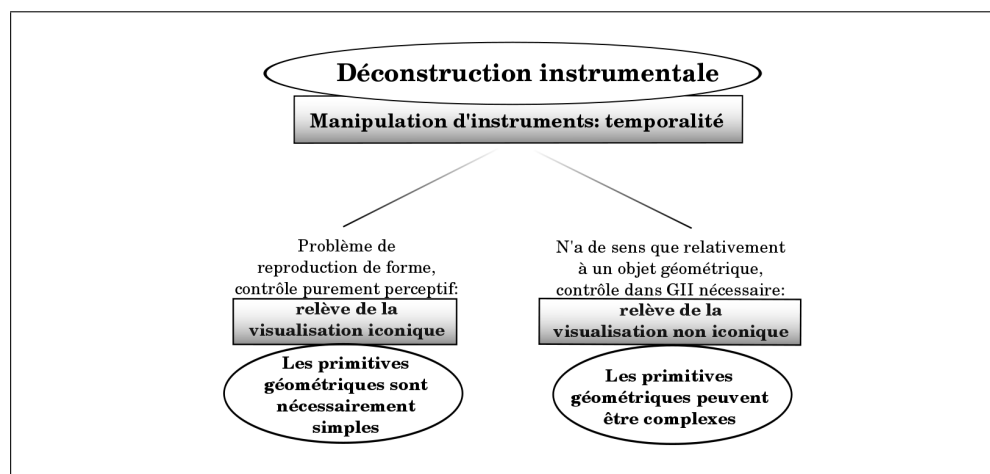 Déconstruction instrumentale
Manipulation d'instruments: temporalité
Problème de
reproduction de forme,
contrôle purement perceptif:
relève de la
visualisation iconique
Les primitives
géométriques sont
nécessairement
simples
N'a de sens que relativement
à un objet géométrique,
contrôle dans GII nécessaire:
relève de la
visualisation non iconique
Les primitives
géométriques peuvent
être complexes